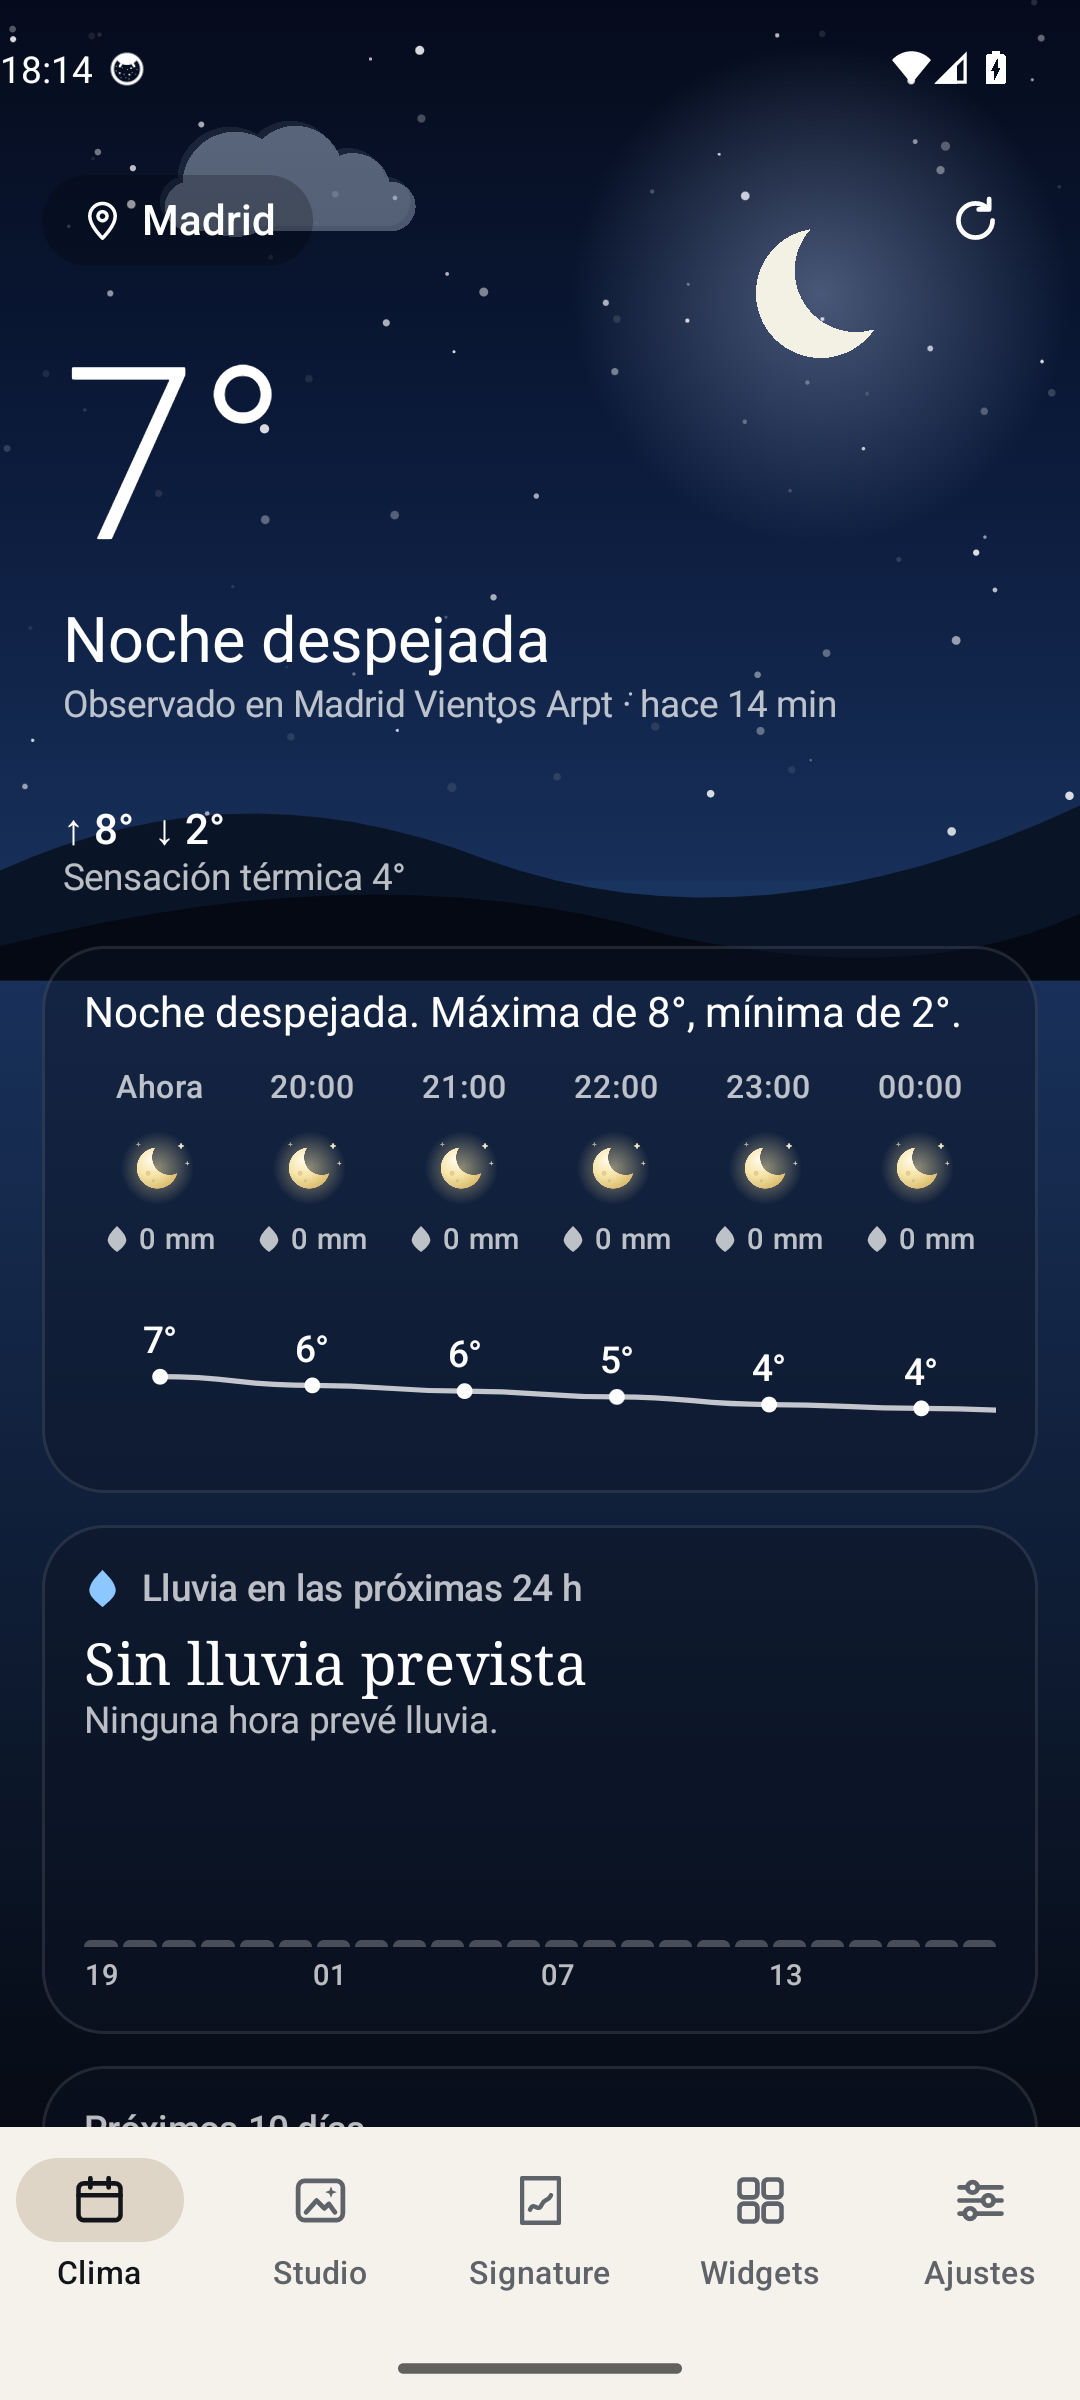 18:14
Madrid
7°
Noche despejada
Observado en Madrid Vientos Arpt · hace 14 min
↑ 8° ↓ 2°
Sensación térmica 4°
Noche despejada. Máxima de 8°, mínima de 2°.
Ahora 20:00 21:00 22:00 23:00 00:00
0 mm 0 mm 0 mm 0 mm 0 mm 0 mm
7° 6° 6° 5° 4° 4°
Lluvia en las próximas 24 h
Sin lluvia prevista
Ninguna hora prevé lluvia.
19 01 07 13
Próximos 10 días
Clima Studio Signature Widgets Ajustes